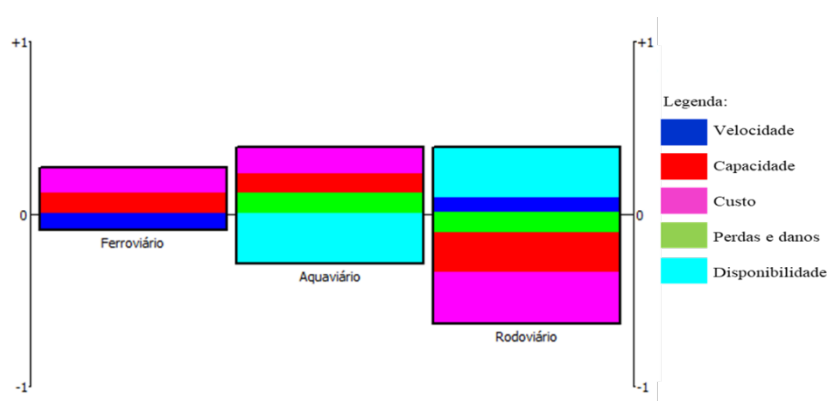 +1
+1
0
0
-1
-1
Ferroviário
Aquaviário
Rodoviário
Legenda:
Velocidade
Capacidade
Custo
Perdas e danos
Disponibilidade